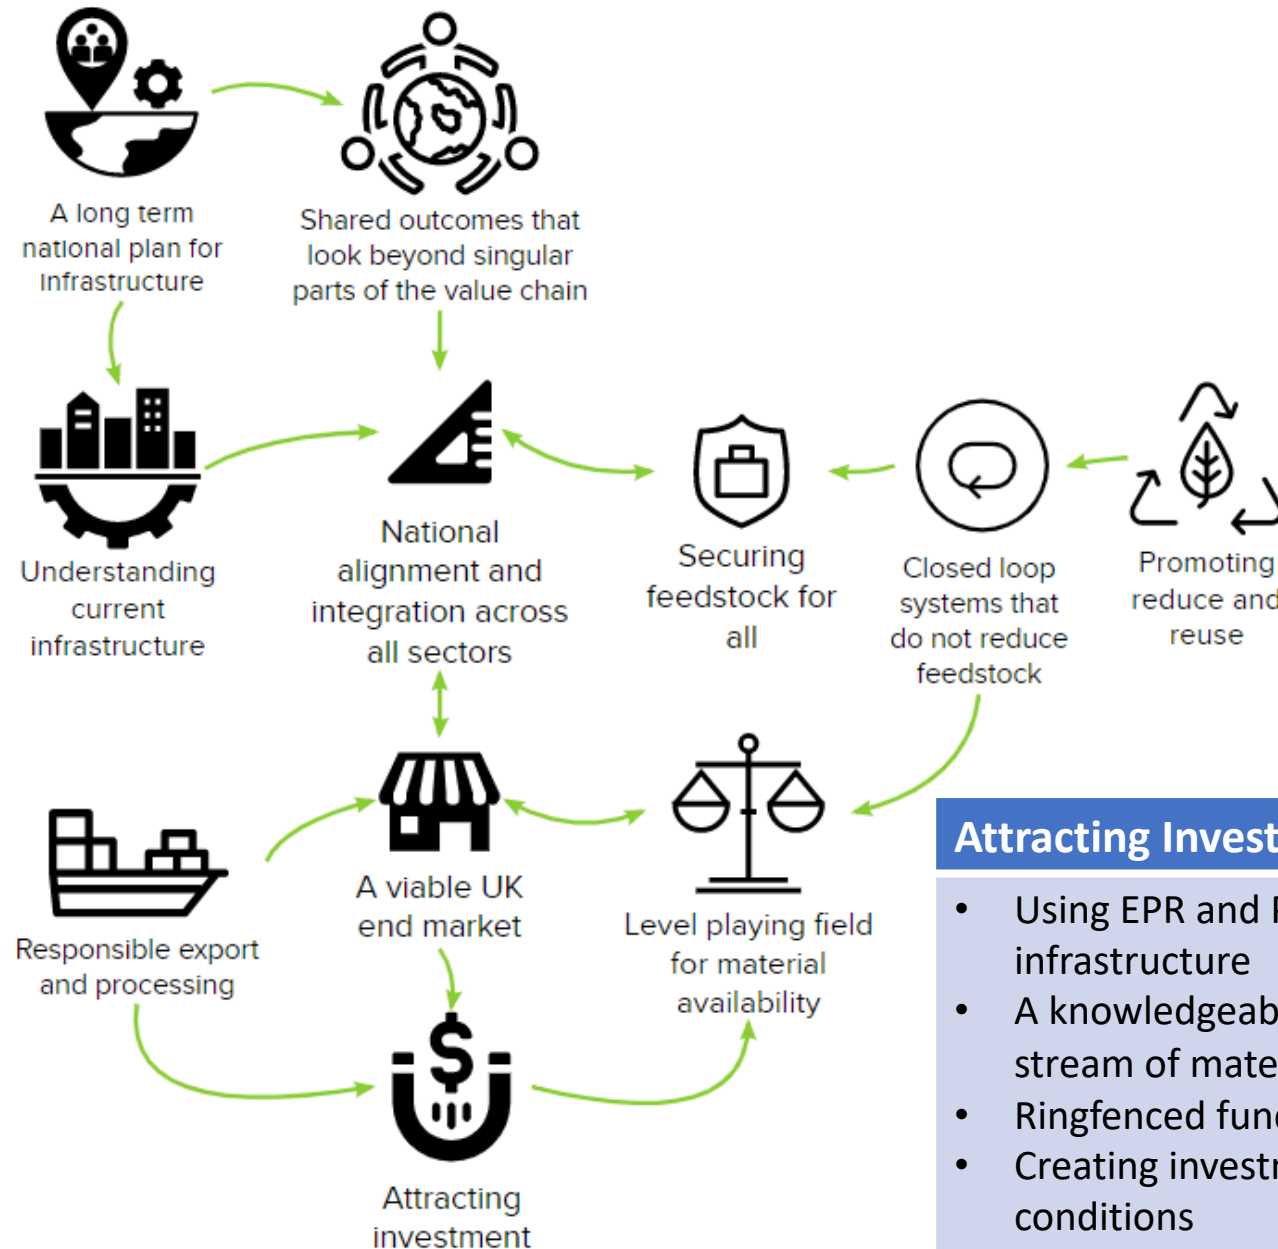 A long term
national plan for
infrastructure
Shared outcomes that
look beyond singular
parts of the value chain
Understanding
current
infrastructure
National
alignment and
integration across
all sectors
Securing
feedstock for
all
Closed loop
systems that
do not reduce
feedstock
Promoting
reduce and
reuse
Responsible export
and processing
A viable UK
end market
Level playing field
for material
availability
$
Attracting
investment
Attracting Invest
• Using EPR and
infrastructure
• A knowledgeab
stream of mate
• Ringfenced fun
• Creating invest
conditions